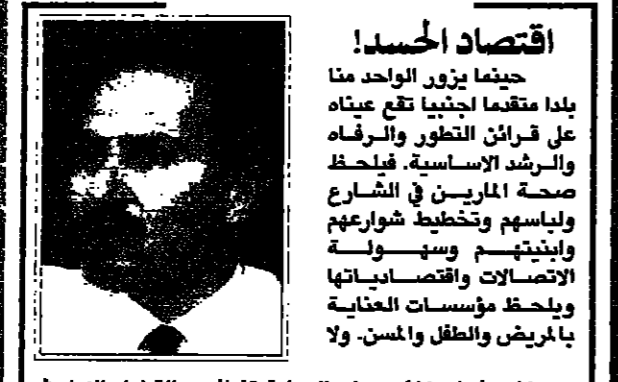 اقتصاد الحسد!
حينما يزور الواحد منا
بلدا متقدما اجنبيا تقع عيناه
على قرائن التطور والرفاه
والرشد الاساسية. فيلحظ
صحة المارين في الشارع
ولباسهم وتخطيط شوارعهم
وابنيتهم وسهولة
الاتصالات واقتصادياتها
ويلحظ مؤسسات العناية
بالمريض والطفل والمسن. ولا